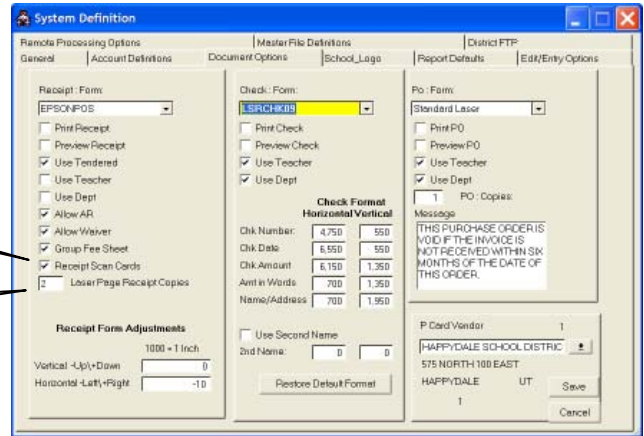 System Definition
Remote Processing Options
Master File Definitions
District FTP
General
Account Definitions
Document Options
School_Logo
Report Defaults
Edit/Entry Options
Receipt : Form:
EPSONPOS
Print Receipt
Preview Receipt
Use Tendered
Use Teacher
Use Dept
Allow AR
Allow Waiver
Group Fee Sheet
Receipt Scan Cards
2 Laser Page Receipt Copies
Receipt Form Adjustments
1000 = 1 Inch
Vertical -Up\+Down 0
Horizontal -Left\+Right -10
Check : Form:
LSRCHK09
Print Check
Preview Check
Use Teacher
Use Dept
Check Format
Horizontal Vertical
Chk Number: 4,750 550
Chk Date 6,550 550
Chk Amount 6,150 1,350
Amt in Words 700 1,350
Name/Address 700 1,950
Use Second Name
2nd Name: 0 0
Restore Default Format
Po : Form:
Standard Laser
Print PO
Preview PO
Use Teacher
Use Dept
1 PO : Copies:
Message
THIS PURCHASE ORDER IS
VOID IF THE INVOICE IS
NOT RECEIVED WITHIN SIX
MONTHS OF THE DATE OF
THIS ORDER.
P Card Vendor 1
HAPPYDALE SCHOOL DISTRIC
575 NORTH 100 EAST
HAPPYDALE UT
1
Save
Cancel